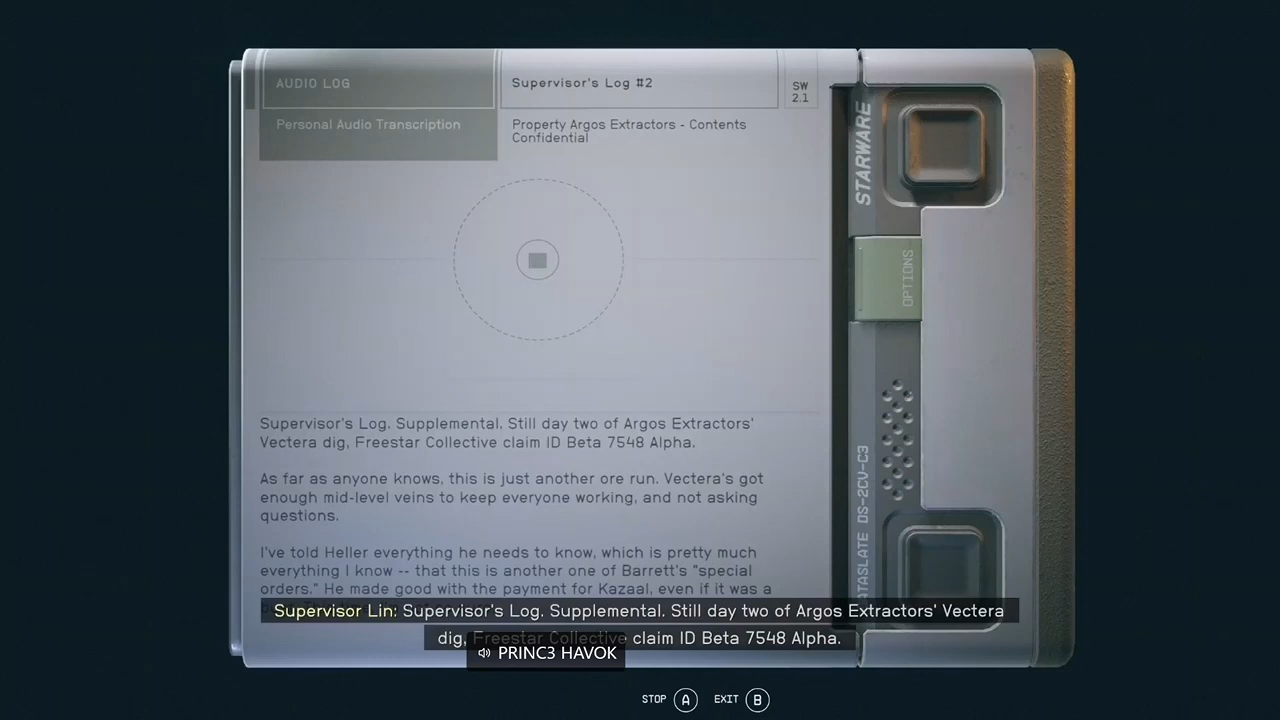 AUDIO LOG
Supervisor's Log #2
SW
2.1
Personal Audio Transcription
Property Argos Extractors - Contents
Confidential
STARWARE
OPTIONS
ATASLATE DS-2CV-C3
Supervisor's Log. Supplemental. Still day two of Argos Extractors'
Vectera dig, Freestar Collective claim ID Beta 7548 Alpha.
As far as anyone knows, this is just another ore run. Vectera's got
enough mid-level veins to keep everyone working, and not asking
questions.
I've told Heller everything he needs to know, which is pretty much
everything I know -- that this is another one of Barrett's "special
orders." He made good with the payment for Kazaal, even if it was a
Supervisor Lin: Supervisor's Log. Supplemental. Still day two of Argos Extractors' Vectera
dig, Freestar Collective claim ID Beta 7548 Alpha.
PRINC3 HAVOK
STOP A EXIT B